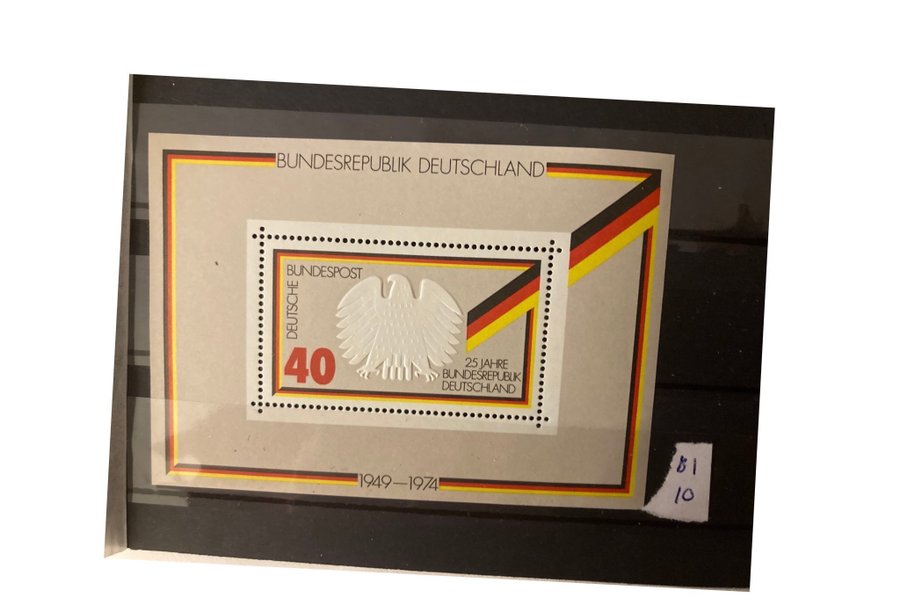 BUNDESREPUBLIK DEUTSCHLAND
DEUTSCHE BUNDESPOST
40
25 JAHRE
BUNDESREPUBLIK
DEUTSCHLAND
1949—1974
Bl
10